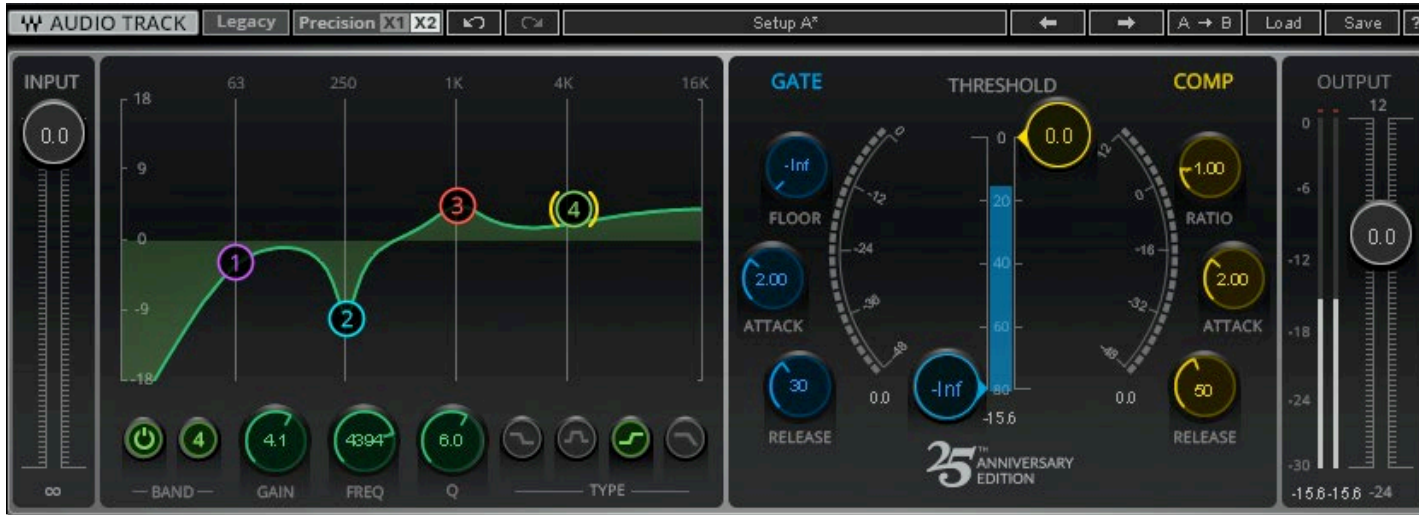 W AUDIO TRACK Legacy Precision X1 X2 Setup A* A → B Load Save ?
INPUT
0.0
∞
63 250 1K 4K 16K
18
9
0
-9
-18
1
2
3
4
4 4.1 4394 6.0
BAND GAIN FREQ Q TYPE
GATE THRESHOLD COMP
-Inf
FLOOR
2.00
ATTACK
30
RELEASE
0
-12
-24
-36
-48
0.0
0.0
0
20
40
60
80
-Inf
-15.6
12
0
-16
-32
-48
0.0
1.00
RATIO
2.00
ATTACK
50
RELEASE
25TH ANNIVERSARY
EDITION
OUTPUT
12
0
-6
-12
-18
-24
-30
0.0
-15.6 -15.6 -24